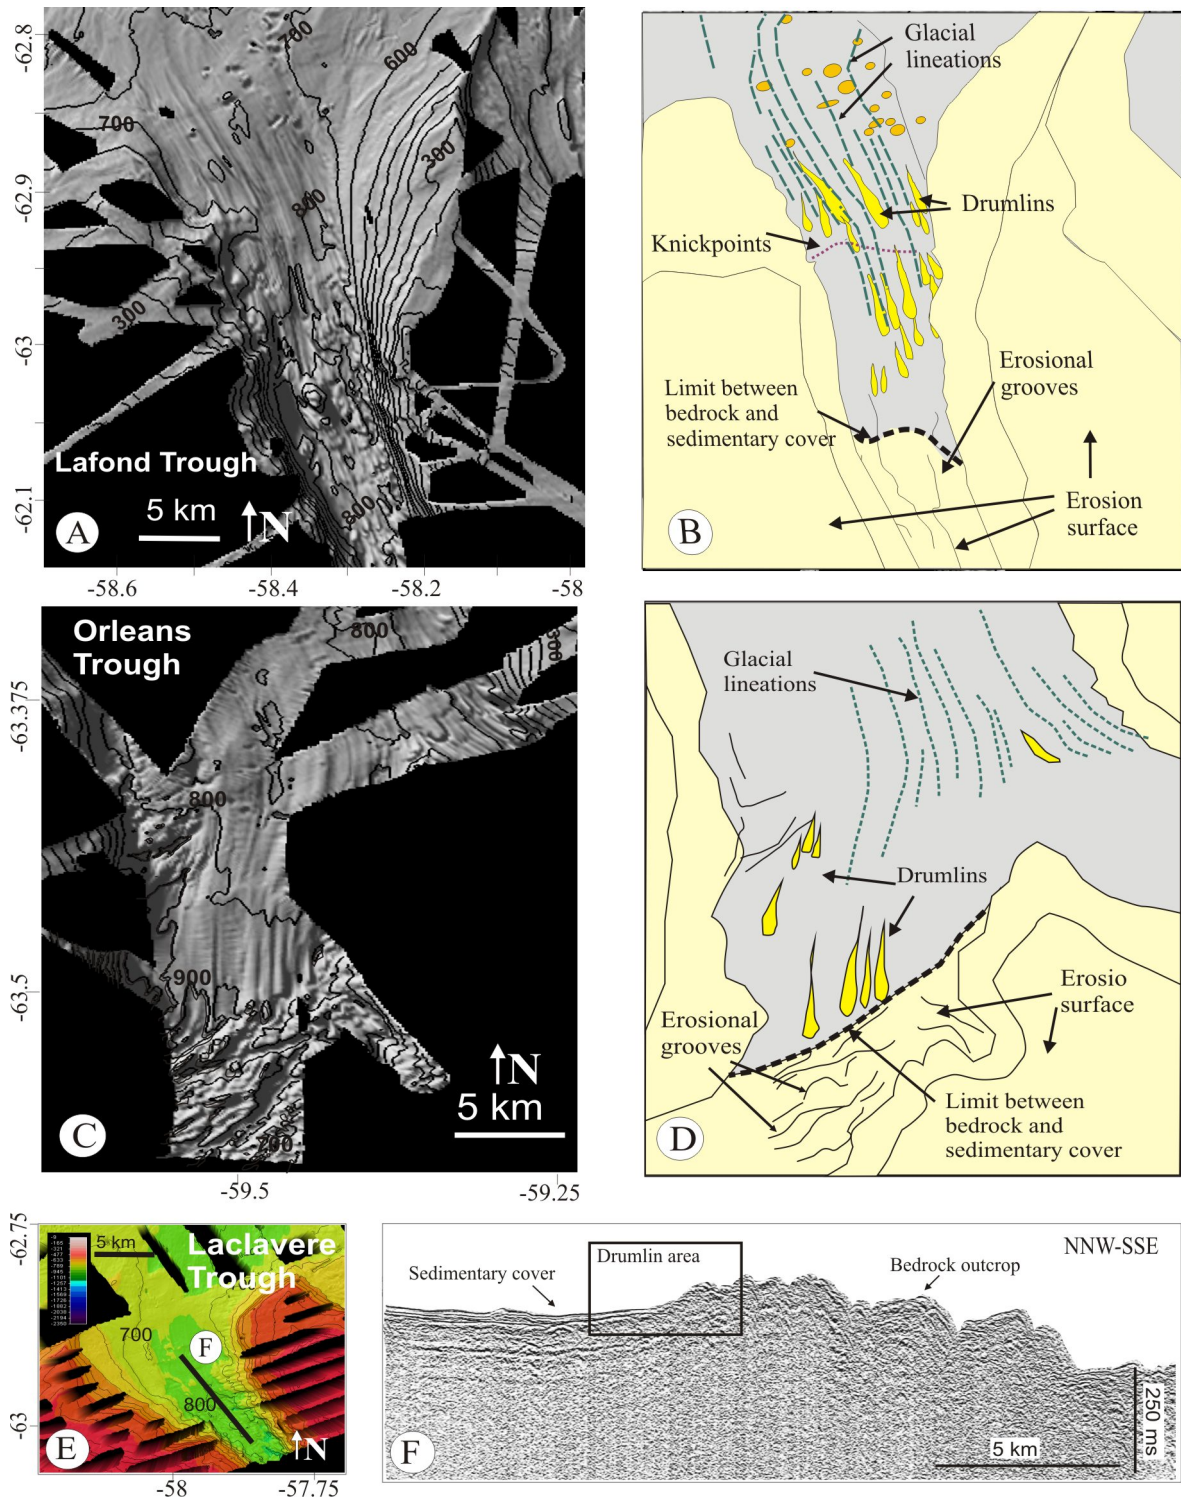 -62.8
-62.9
-63
-62.1
700
600
700
300
800
300
800
Lafond Trough
5 km
N
A
-58.6
-58.4
-58.2
-58
Glacial
lineations
Drumlins
Knickpoints
Erosional
grooves
Limit between
bedrock and
sedimentary cover
Erosion
surface
B
Orleans
Trough
800
300
800
900
700
-63.375
-63.5
N
5 km
C
-59.5
-59.25
Glacial
lineations
Drumlins
Erosio
surface
Erosional
grooves
Limit between
bedrock and
sedimentary cover
D
-62.75
-63
5 km
Laclavere
Trough
700
F
800
N
E
-58
-57.75
NNW-SSE
Drumlin area
Sedimentary cover
Bedrock outcrop
250 ms
5 km
F